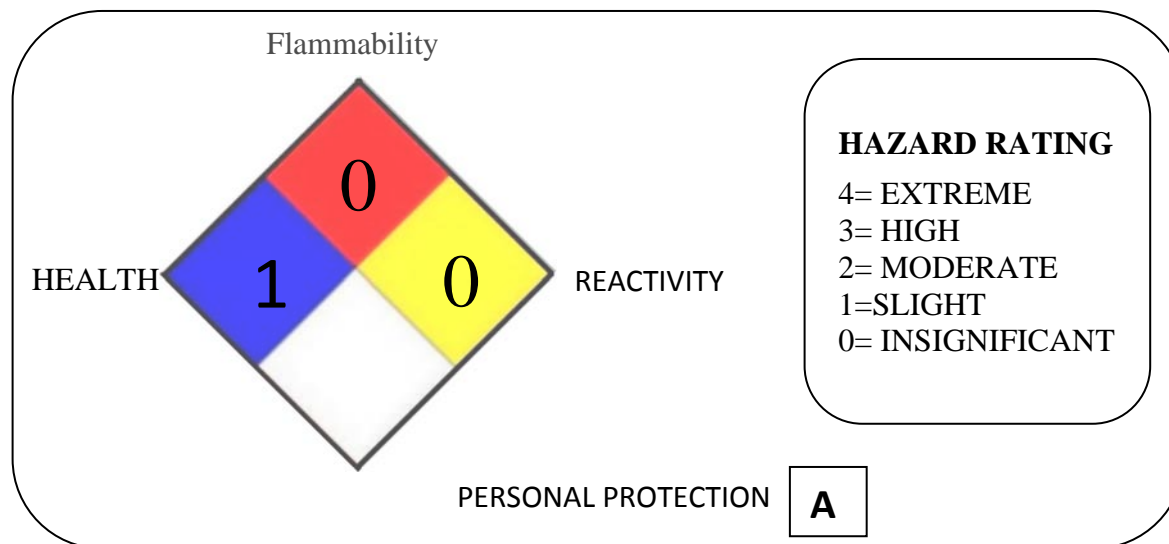 Flammability
0
HEALTH
1
0
REACTIVITY
HAZARD RATING
4= EXTREME
3= HIGH
2= MODERATE
1=SLIGHT
0= INSIGNIFICANT
PERSONAL PROTECTION A